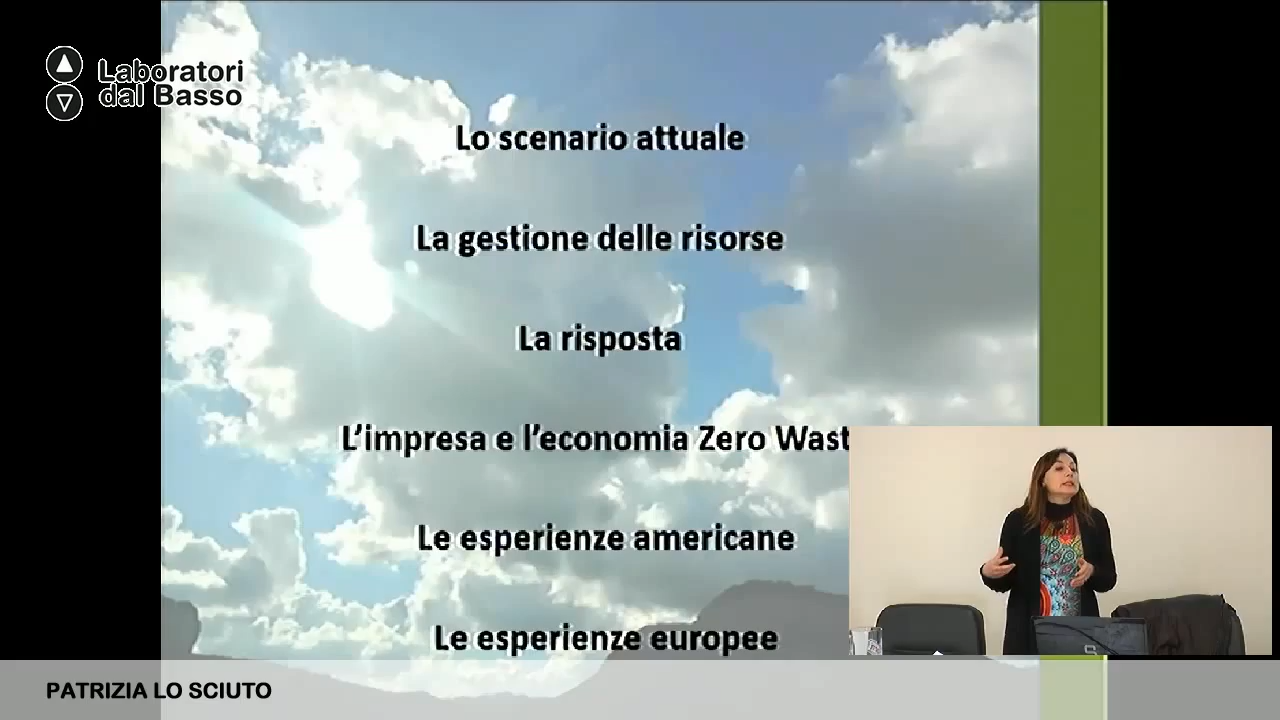 Laboratori
dal Basso
Lo scenario attuale
La gestione delle risorse
La risposta
L'impresa e l'economia Zero Wast
Le esperienze americane
Le esperienze europee
PATRIZIA LO SCIUTO